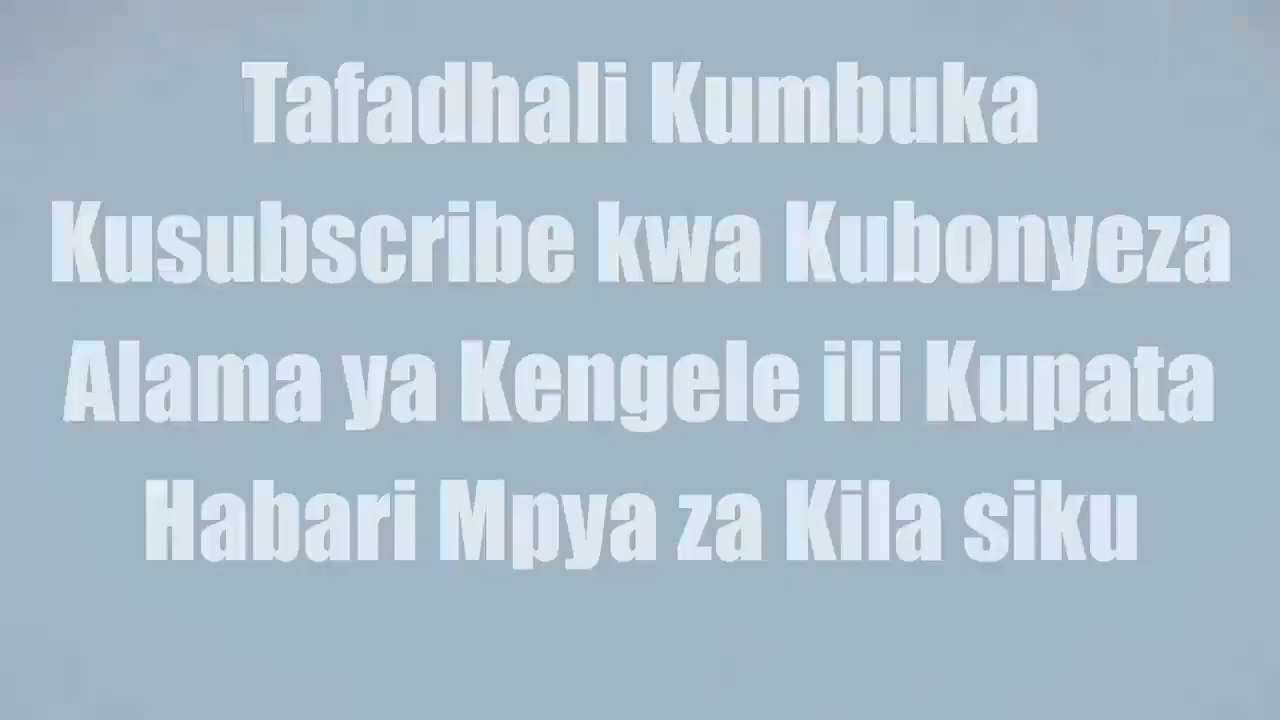 Tafadhali Kumbuka
Kusubscribe kwa Kubonyeza
Alama ya Kengele ili Kupata
Habari Mpya za Kila siku